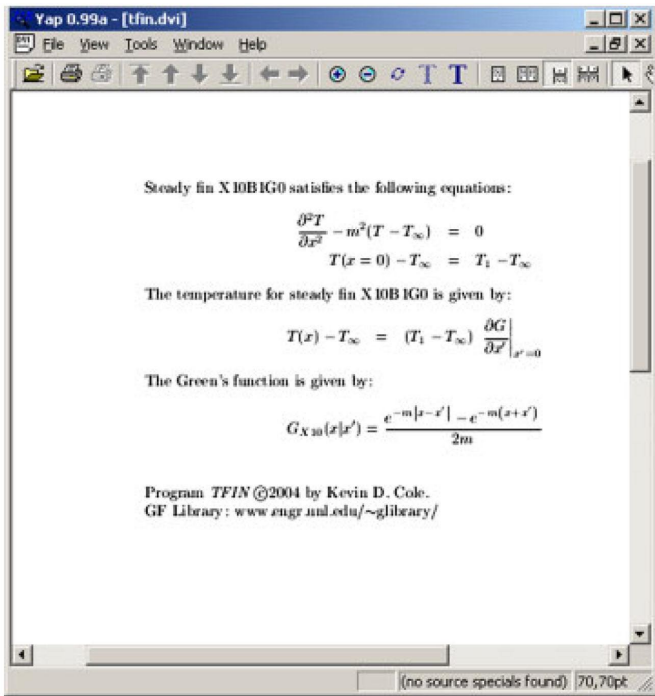 Yap 0.99a - [tfin.dvi]
File View Tools Window Help
Steady fin X10B1G0 satisfies the following equations:
∂²T/∂x² − m²(T − T∞) = 0
T(x = 0) − T∞ = T₁ − T∞
The temperature for steady fin X10B1G0 is given by:
T(x) − T∞ = (T₁ − T∞) ∂G/∂x′|ₓ′₌₀
The Green's function is given by:
G_X10(x|x′) = (e^(−m|x−x′|) − e^(−m(x+x′)))/2m
Program TFIN ©2004 by Kevin D. Cole.
GF Library: www.engr.unl.edu/~glibrary/
(no source specials found) 70,70pt